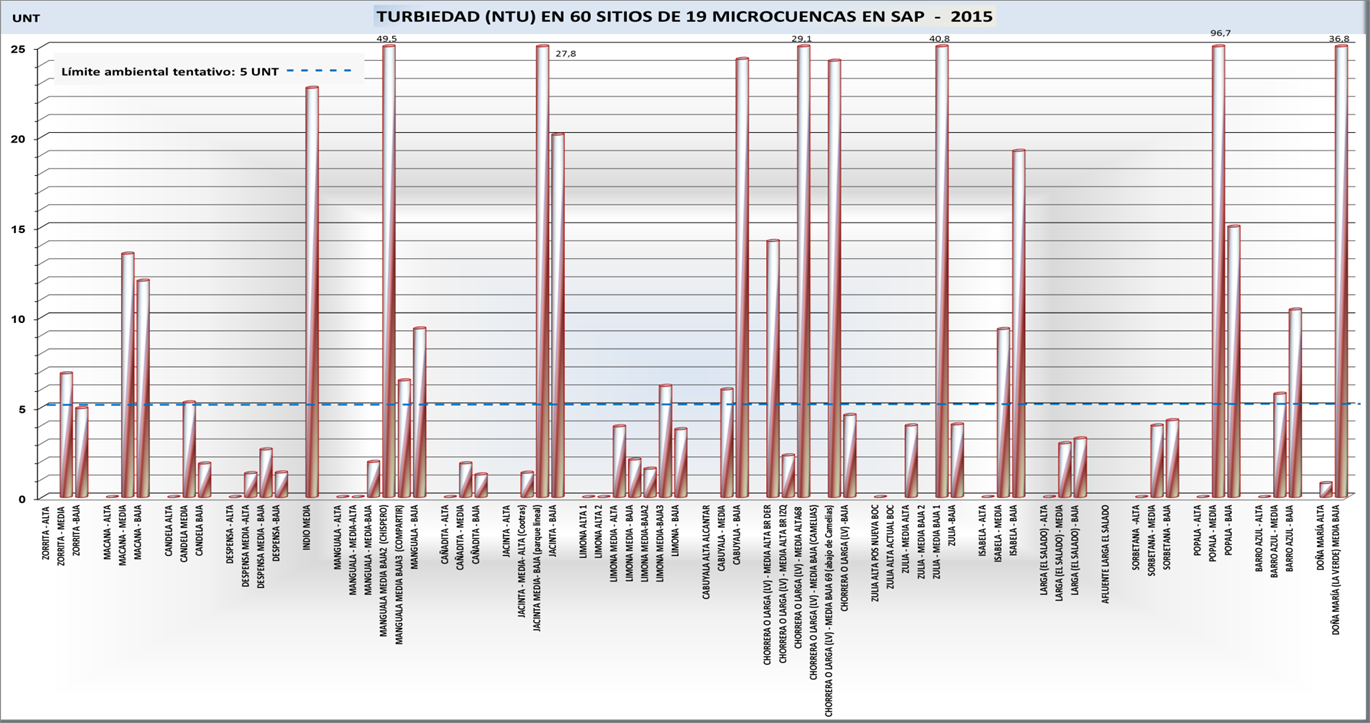 UNT
TURBIEDAD (NTU) EN 60 SITIOS DE 19 MICROCUENCAS EN SAP - 2015
49,5
29,1
40,8
96,7
36,8
27,8
Límite ambiental tentativo: 5 UNT
25
20
15
10
5
0
ZORRITA - ALTA
ZORRITA - MEDIA
ZORRITA -BAJA
MACANA - ALTA
MACANA - MEDIA
MACANA - BAJA
CANDELA ALTA
CANDELA MEDIA
CANDELA BAJA
DESPENSA - ALTA
DESPENSA MEDIA -ALTA
DESPENSA MEDIA - BAJA
DESPENSA -BAJA
INDIO MEDIA
MANGUALA - ALTA
MANGUALA - MEDIA-ALTA
MANGUALA - MEDIA-BAJA
MANGUALA MEDIA BAJA2 (CHISPERO)
MANGUALA MEDIA BAJA3 (COMPARTIR)
MANGUALA - BAJA
CAÑADITA - ALTA
CAÑADITA - MEDIA
CAÑADITA - BAJA
JACINTA - ALTA
JACINTA - MEDIA - ALTA (Cootras)
JACINTA MEDIA- BAJA (parque lineal)
JACINTA - BAJA
LIMONA ALTA 1
LIMONA ALTA 2
LIMONA MEDIA - ALTA
LIMONA MEDIA - BAJA
LIMONA MEDIA-BAJA2
LIMONA MEDIA-BAJA3
LIMONA - BAJA
CABUYALA ALTA ALCANTAR
CABUYALA - MEDIA
CABUYALA - BAJA
CHORRERA O LARGA (LV) - MEDIA ALTA BR DER
CHORRERA O LARGA (LV) - MEDIA ALTA BR IZQ
CHORRERA O LARGA (LV) - MEDIA ALTA68
CHORRERA O LARGA (LV) - MEDIA BAJA (CAMELIAS)
CHORRERA O LARGA (LV) - MEDIA BAJA 69 (abajo de Camelias)
CHORRERA O LARGA (LV) -BAJA
ZULIA ALTA POS NUEVA BOC
ZULIA ALTA ACTUAL BOC
ZULIA - MEDIA ALTA
ZULIA - MEDIA BAJA 2
ZULIA - MEDIA BAJA 1
ZULIA -BAJA
ISABELA - ALTA
ISABELA - MEDIA
ISABELA - BAJA
LARGA (EL SALADO) - ALTA
LARGA (EL SALADO) - MEDIA
LARGA (EL SALADO) - BAJA
AFLUENTE LARGA EL SALADO
SORBETANA - ALTA
SORBETANA - MEDIA
SORBETANA - BAJA
POPALA - ALTA
POPALA - MEDIA
POPALA - BAJA
BARRO AZUL - ALTA
BARRO AZUL - MEDIA
BARRO AZUL - BAJA
DOÑA MARÍA ALTA
DOÑA MARÍA (LA VERDE) MEDIA BAJA